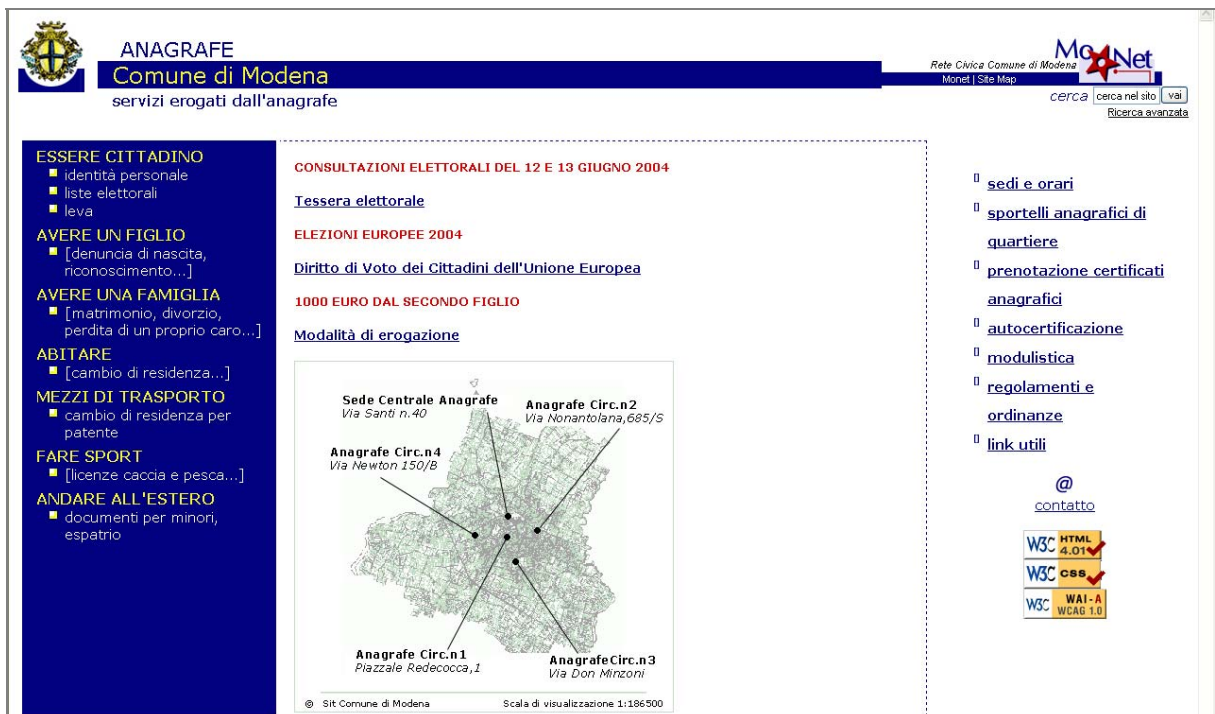 ANAGRAFE
Comune di Modena
servizi erogati dall'anagrafe
MoNet
Rete Civica Comune di Modena
Monet | Site Map
cerca cerca nel sito vai
Ricerca avanzata
ESSERE CITTADINO
identità personale
liste elettorali
leva
AVERE UN FIGLIO
[denuncia di nascita,
riconoscimento...]
AVERE UNA FAMIGLIA
[matrimonio, divorzio,
perdita di un proprio caro...]
ABITARE
[cambio di residenza...]
MEZZI DI TRASPORTO
cambio di residenza per
patente
FARE SPORT
[licenze caccia e pesca...]
ANDARE ALL'ESTERO
documenti per minori,
espatrio
CONSULTAZIONI ELETTORALI DEL 12 E 13 GIUGNO 2004
Tessera elettorale
ELEZIONI EUROPEE 2004
Diritto di Voto dei Cittadini dell'Unione Europea
1000 EURO DAL SECONDO FIGLIO
Modalità di erogazione
Sede Centrale Anagrafe
Via Santi n.40
Anagrafe Circ.n2
Via Nonantolana,685/S
Anagrafe Circ.n4
Via Newton 150/B
Anagrafe Circ.n1
Piazzale Redecocca,1
AnagrafeCirc.n3
Via Don Minzoni
© Sit Comune di Modena Scala di visualizzazione 1:186500
sedi e orari
sportelli anagrafici di
quartiere
prenotazione certificati
anagrafici
autocertificazione
modulistica
regolamenti e
ordinanze
link utili
@
contatto
W3C HTML 4.01
W3C CSS
W3C WAI-A WCAG 1.0